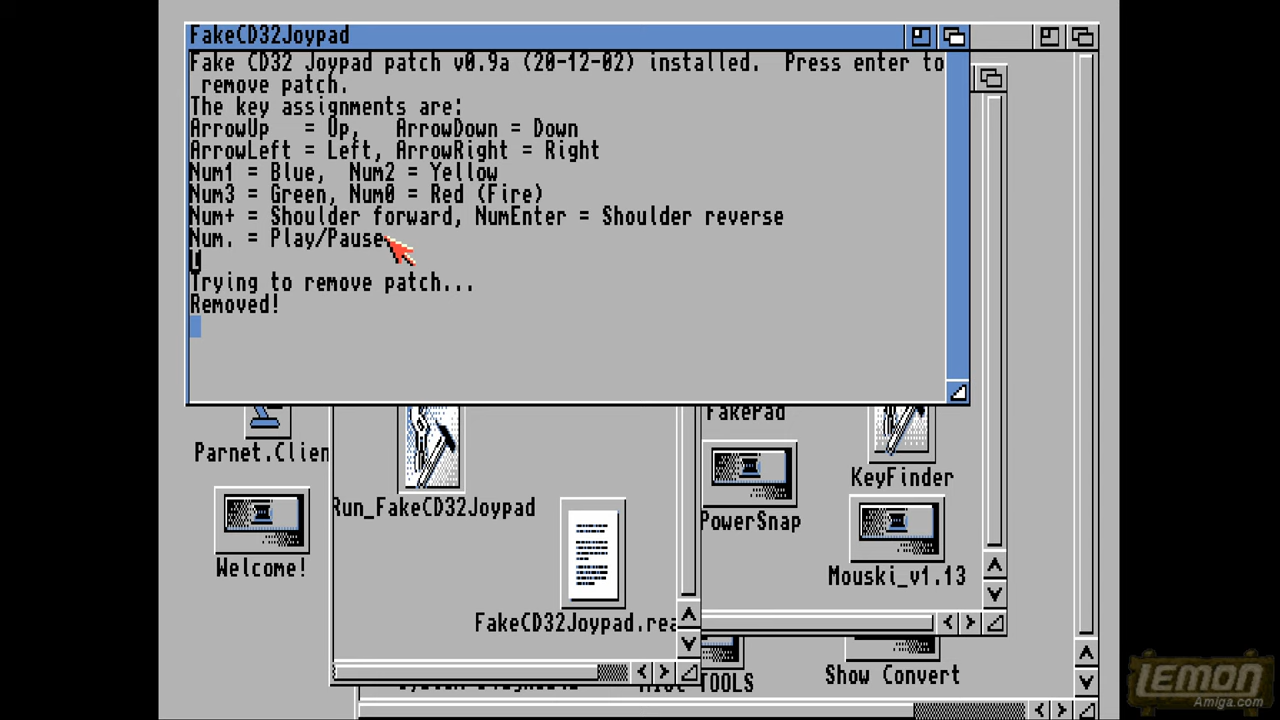 FakeCD32Joypad
Fake CD32 Joypad patch v0.9a (20-12-02) installed.  Press enter to
 remove patch.
The key assignments are:
ArrowUp   = Up,   ArrowDown = Down
ArrowLeft = Left, ArrowRight = Right
Num1 = Blue,  Num2 = Yellow
Num3 = Green, Num0 = Red (Fire)
Num+ = Shoulder forward, NumEnter = Shoulder reverse
Num. = Play/Pause
Trying to remove patch...
Removed!
FakePad
Parnet.Clien
KeyFinder
Run_FakeCD32Joypad
PowerSnap
Welcome!
Mouski_v1.13
FakeCD32Joypad.rea
Show Convert
TOOLS
LEMON
Amiga.com